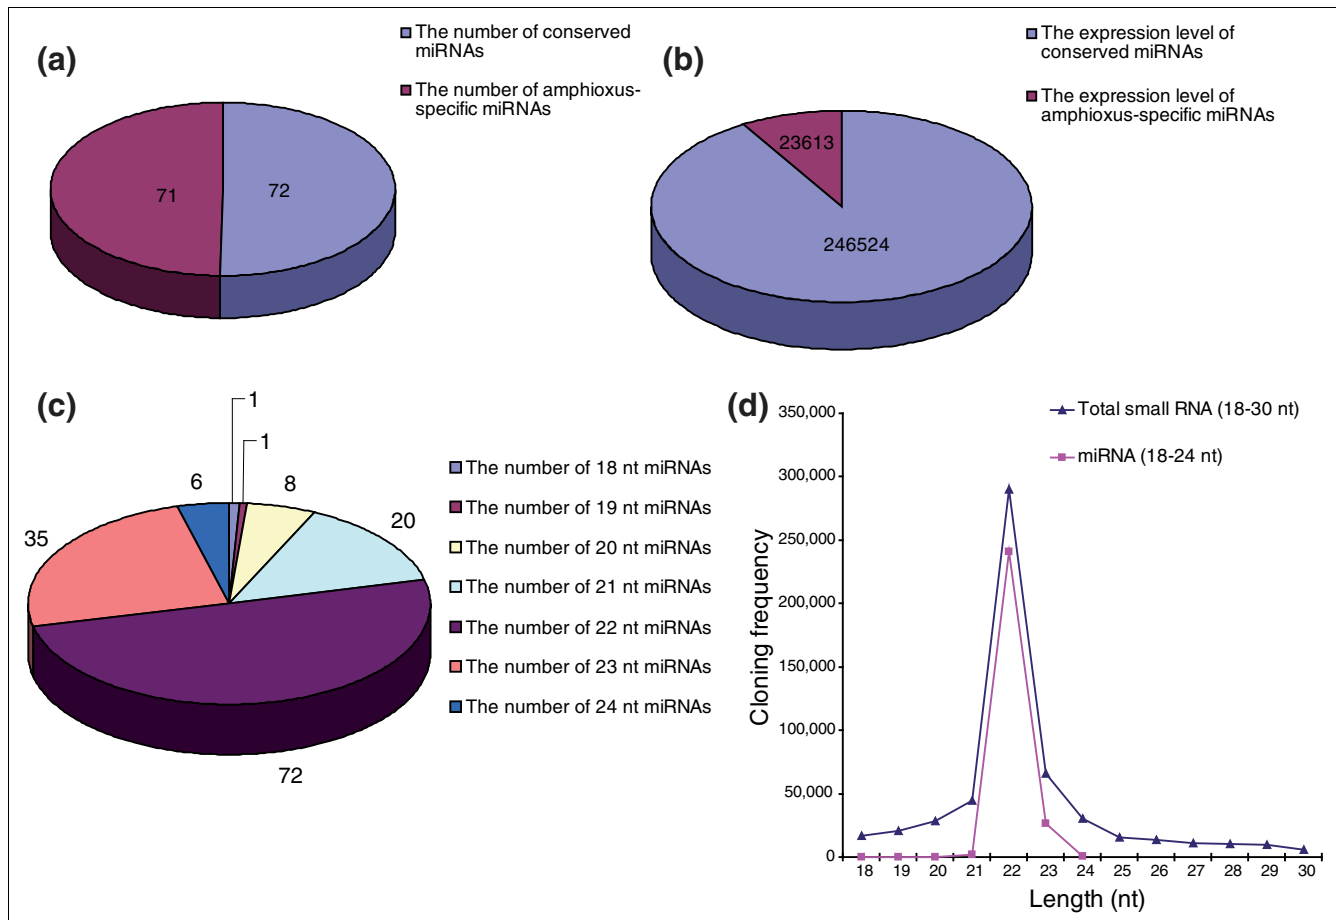 (a)
The number of conserved
miRNAs
The number of amphioxus-
specific miRNAs
71
72
(b)
The expression level of
conserved miRNAs
The expression level of
amphioxus-specific miRNAs
23613
246524
(c)
1
1
6
8
20
35
72
The number of 18 nt miRNAs
The number of 19 nt miRNAs
The number of 20 nt miRNAs
The number of 21 nt miRNAs
The number of 22 nt miRNAs
The number of 23 nt miRNAs
The number of 24 nt miRNAs
(d)
Total small RNA (18-30 nt)
miRNA (18-24 nt)
Cloning frequency
350,000
300,000
250,000
200,000
150,000
100,000
50,000
0
18 19 20 21 22 23 24 25 26 27 28 29 30
Length (nt)